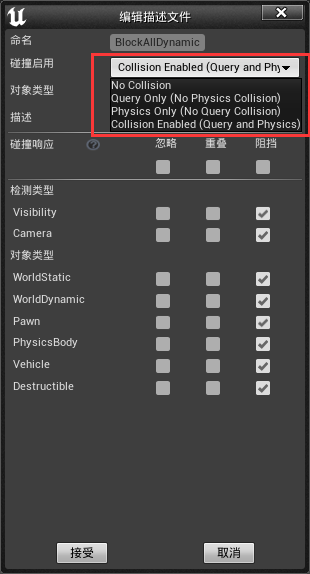 编辑描述文件
命名 BlockAllDynamic
碰撞启用 Collision Enabled (Query and Phy
No Collision
对象类型 Query Only (No Physics Collision)
Physics Only (No Query Collision)
描述 Collision Enabled (Query and Physics)
碰撞响应 ? 忽略 重叠 阻挡
检测类型
Visibility
Camera
对象类型
WorldStatic
WorldDynamic
Pawn
PhysicsBody
Vehicle
Destructible
接受 取消